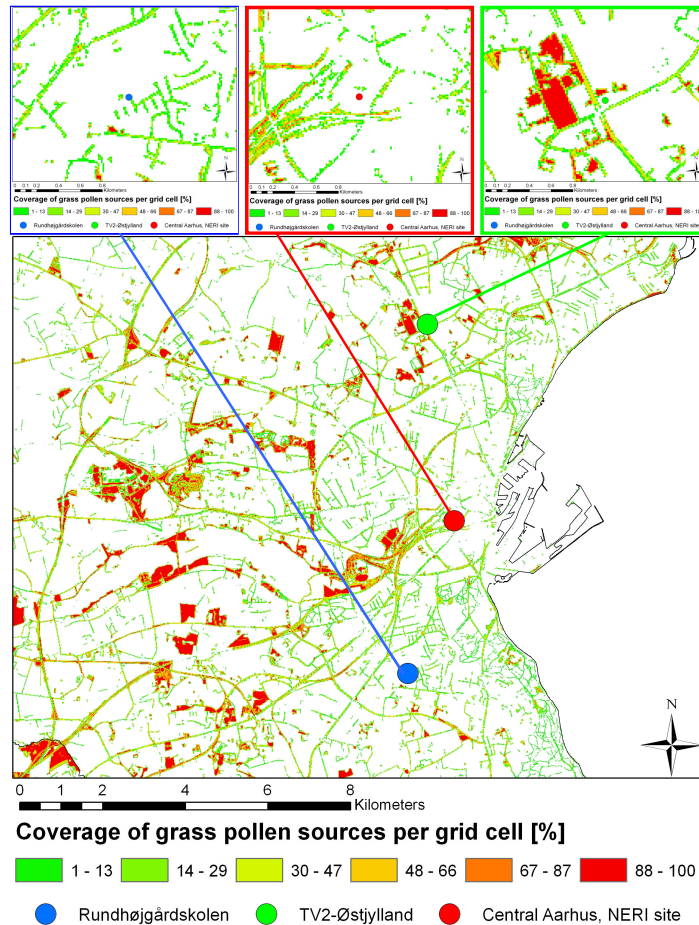 N
0 0.1 0.2 0.4 0.6 0.8
Kilometers
Coverage of grass pollen sources per grid cell [%]
1 - 13 14 - 29 30 - 47 48 - 66 67 - 87 88 - 100
Rundhøjgårdskolen TV2-Østjylland Central Aarhus, NERI site
N
0 0.1 0.2 0.4 0.6 0.8
Kilometers
Coverage of grass pollen sources per grid cell [%]
1 - 13 14 - 29 30 - 47 48 - 66 67 - 87 88 - 100
Rundhøjgårdskolen TV2-Østjylland Central Aarhus, NERI site
N
0 0.1 0.2 0.4 0.6 0.8
Kilometers
Coverage of grass pollen sources per grid cell [%]
1 - 13 14 - 29 30 - 47 48 - 66 67 - 87 88 - 1
Rundhøjgårdskolen TV2-Østjylland Central Aarhus, NERI site
N
0 1 2 4 6 8
Kilometers
Coverage of grass pollen sources per grid cell [%]
1 - 13 14 - 29 30 - 47 48 - 66 67 - 87 88 - 100
Rundhøjgårdskolen TV2-Østjylland Central Aarhus, NERI site